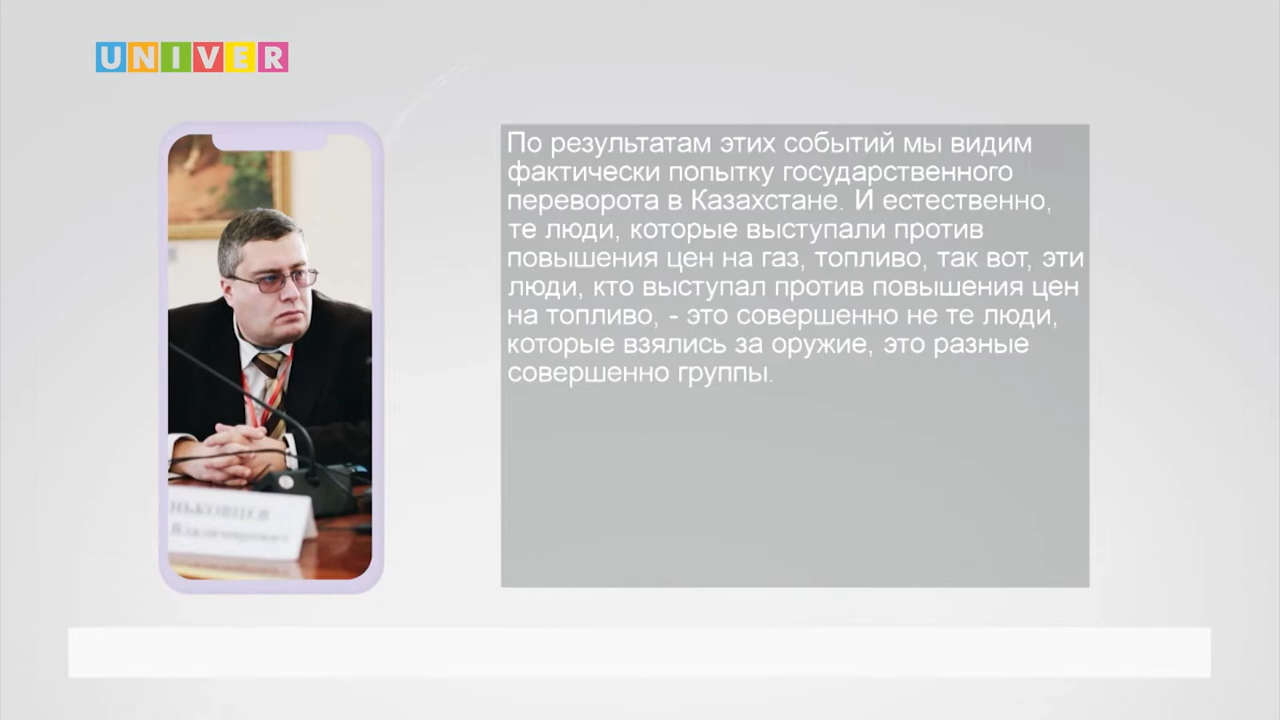 UNIVER
По результатам этих событий мы видим
фактически попытку государственного
переворота в Казахстане. И естественно,
те люди, которые выступали против
повышения цен на газ, топливо, так вот, эти
люди, кто выступал против повышения цен
на топливо, - это совершенно не те люди,
которые взялись за оружие, это разные
совершенно группы.